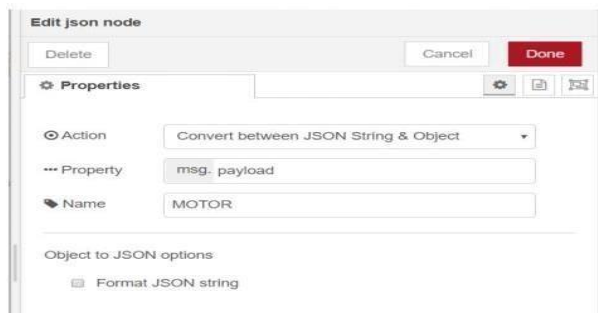 Edit json node
Delete Cancel Done
Properties
Action Convert between JSON String & Object
Property msg. payload
Name MOTOR
Object to JSON options
Format JSON string